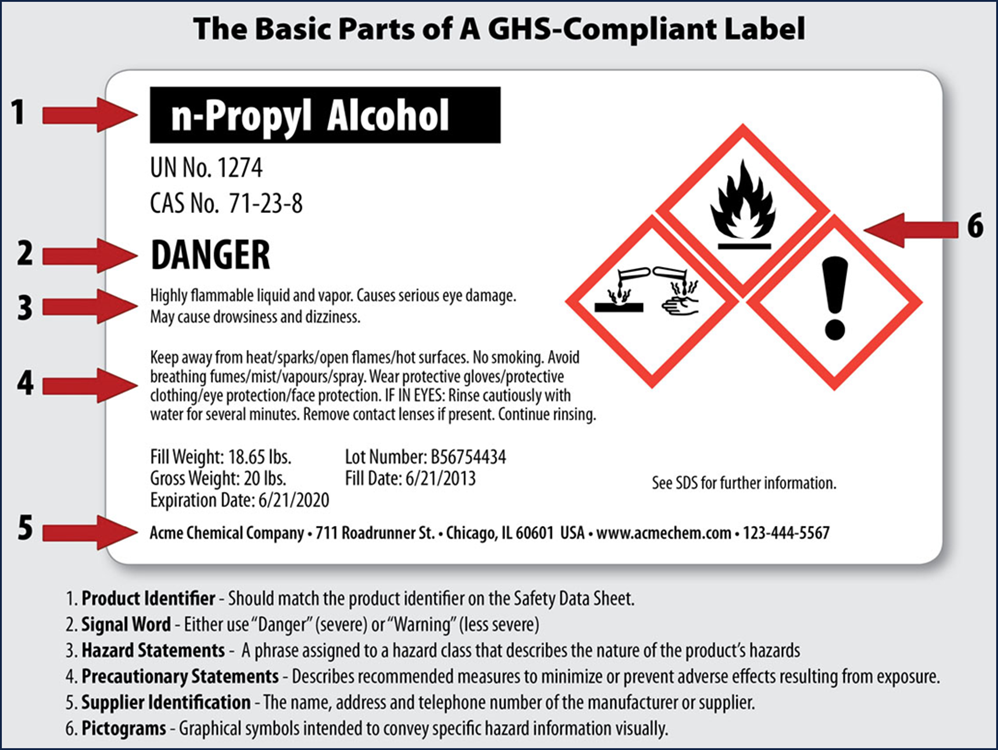 The Basic Parts of A GHS-Compliant Label
1
n-Propyl Alcohol
UN No. 1274
CAS No. 71-23-8
2
DANGER
6
3
Highly flammable liquid and vapor. Causes serious eye damage.
May cause drowsiness and dizziness.
4
Keep away from heat/sparks/open flames/hot surfaces. No smoking. Avoid
breathing fumes/mist/vapours/spray. Wear protective gloves/protective
clothing/eye protection/face protection. IF IN EYES: Rinse cautiously with
water for several minutes. Remove contact lenses if present. Continue rinsing.
Fill Weight: 18.65 lbs. Lot Number: B56754434
Gross Weight: 20 lbs. Fill Date: 6/21/2013
Expiration Date: 6/21/2020
See SDS for further information.
5
Acme Chemical Company • 711 Roadrunner St. • Chicago, IL 60601 USA • www.acmechem.com • 123-444-5567
1. Product Identifier - Should match the product identifier on the Safety Data Sheet.
2. Signal Word - Either use "Danger" (severe) or "Warning" (less severe)
3. Hazard Statements - A phrase assigned to a hazard class that describes the nature of the product's hazards
4. Precautionary Statements - Describes recommended measures to minimize or prevent adverse effects resulting from exposure.
5. Supplier Identification - The name, address and telephone number of the manufacturer or supplier.
6. Pictograms - Graphical symbols intended to convey specific hazard information visually.